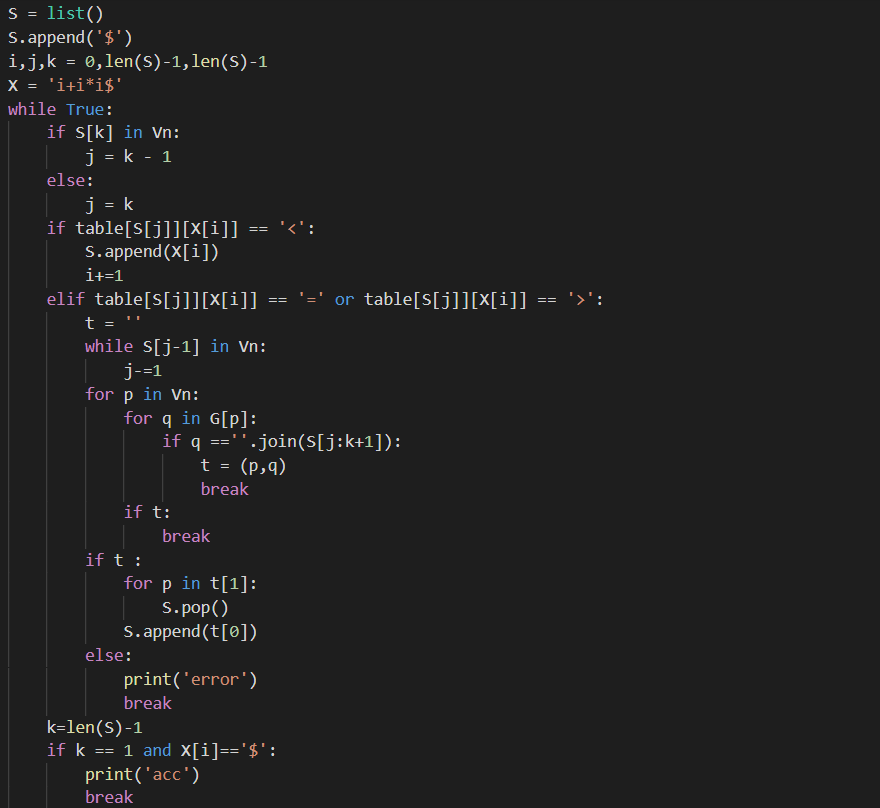 S = list()
S.append('$')
i,j,k = 0,len(S)-1,len(S)-1
X = 'i+i*i$'
while True:
    if S[k] in Vn:
        j = k - 1
    else:
        j = k
    if table[S[j]][X[i]] == '<':
        S.append(X[i])
        i+=1
    elif table[S[j]][X[i]] == '=' or table[S[j]][X[i]] == '>':
        t = ''
        while S[j-1] in Vn:
            j-=1
        for p in Vn:
            for q in G[p]:
                if q ==''.join(S[j:k+1]):
                    t = (p,q)
                    break
            if t:
                break
        if t :
            for p in t[1]:
                S.pop()
            S.append(t[0])
        else:
            print('error')
            break
    k=len(S)-1
    if k == 1 and X[i]=='$':
        print('acc')
        break